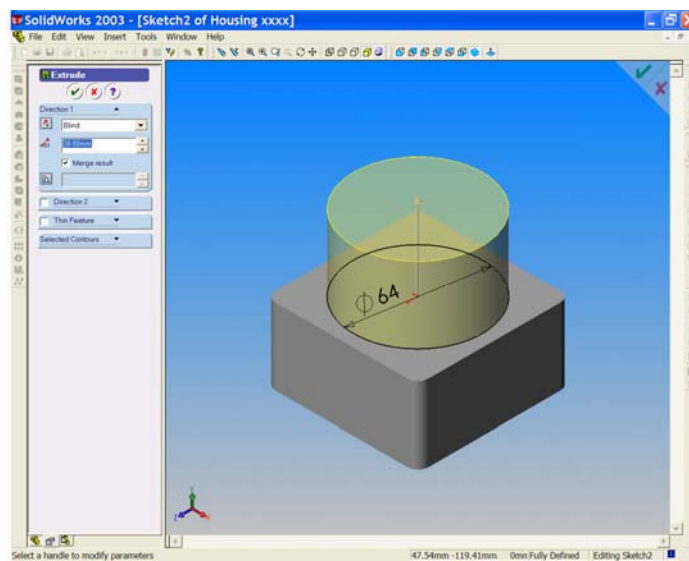 SolidWorks 2003 - [Sketch2 of Housing xxxx]
File Edit View Insert Tools Window Help
Extrude
Direction 1
Blind
Merge result
Direction 2
Thin Feature
Selected Contours
64
Select a handle to modify parameters
47.54mm -119.41mm 0mm Fully Defined Editing Sketch2